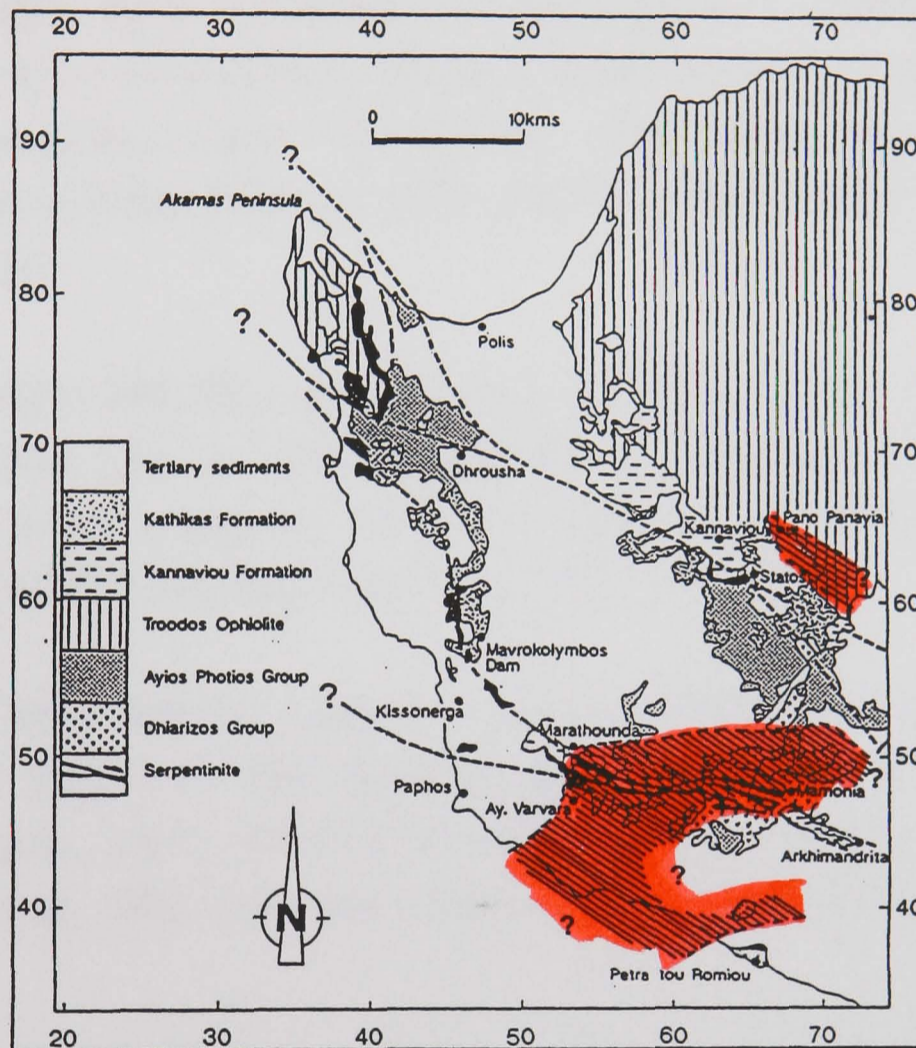 20 30 40 50 60 70
0 10kms
90 90
?
Akamas Peninsula
80 80
?
Polis
70 70
Tertiary sediments
Dhrousha
Kathikas Formation
Kannaviou
Pano Panayia
Kannaviou Formation
Statos
60 60
Troodos Ophiolite
Mavrokolymbos
Dam
Ayios Photios Group
?
Kissonerga
Dhiarizos Group
Marathounda
50 50
Serpentinite
?
Paphos
Mamonia
Ay. Varvara
Arkhimandrita
?
40 40
N
?
Petra tou Romiou
20 30 40 50 60 70